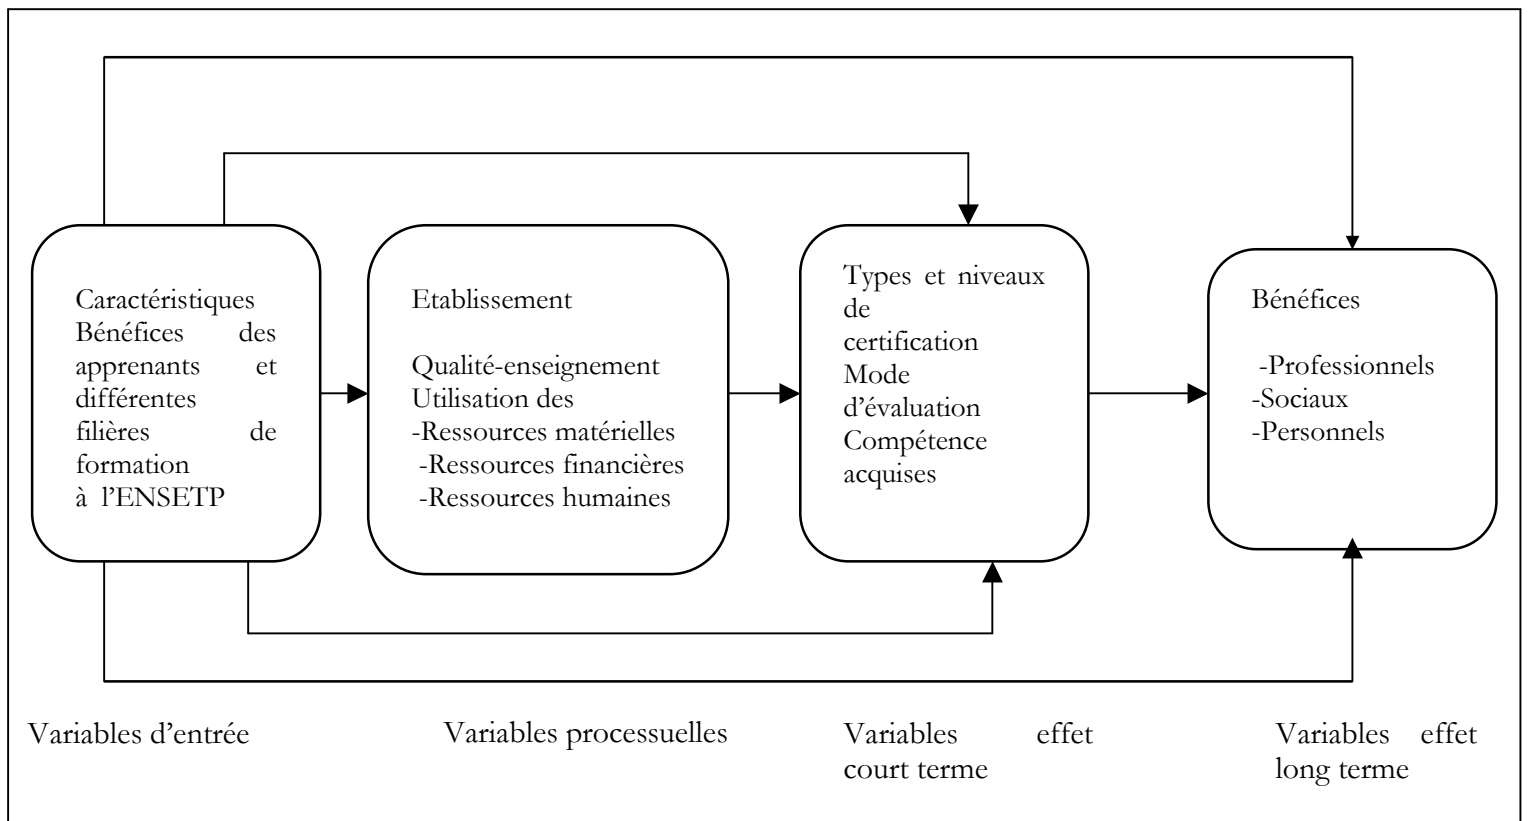 Caractéristiques
Bénéfices des
apprenants et
différentes
filières de
formation
à l'ENSETP
Etablissement
Qualité-enseignement
Utilisation des
-Ressources matérielles
-Ressources financières
-Ressources humaines
Types et niveaux
de
certification
Mode
d'évaluation
Compétence
acquises
Bénéfices
-Professionnels
-Sociaux
-Personnels
Variables d'entrée
Variables processuelles
Variables effet
court terme
Variables effet
long terme